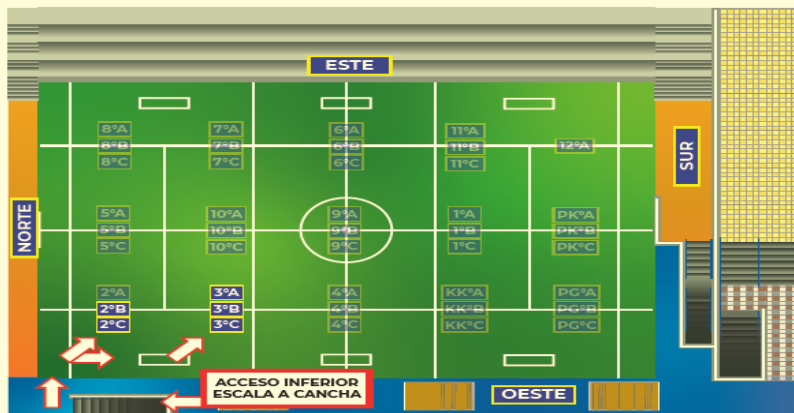 ESTE
8°A
8°B
8°C
7°A
7°B
7°C
6°A
6°B
6°C
11°A
11°B
11°C
12°A
SUR
NORTE
5°A
5°B
5°C
10°A
10°B
10°C
9°A
9°B
9°C
1°A
1°B
1°C
PK°A
PK°B
PK°C
2°A
2°B
2°C
3°A
3°B
3°C
4°A
4°B
4°C
KK°A
KK°B
KK°C
PG°A
PG°B
PG°C
ACCESO INFERIOR
ESCALA A CANCHA
OESTE